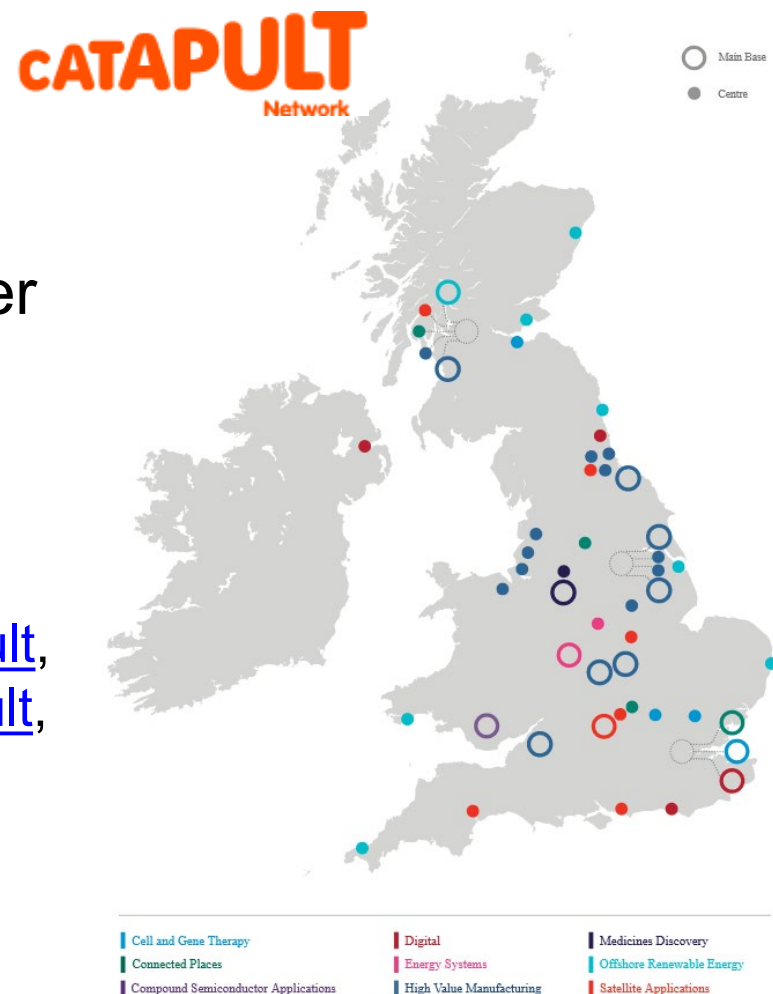 CATAPULT
Network
Main Base
Centre
er
ult,
ult,
Cell and Gene Therapy
Connected Places
Compound Semiconductor Applications
Digital
Energy Systems
High Value Manufacturing
Medicines Discovery
Offshore Renewable Energy
Satellite Applications